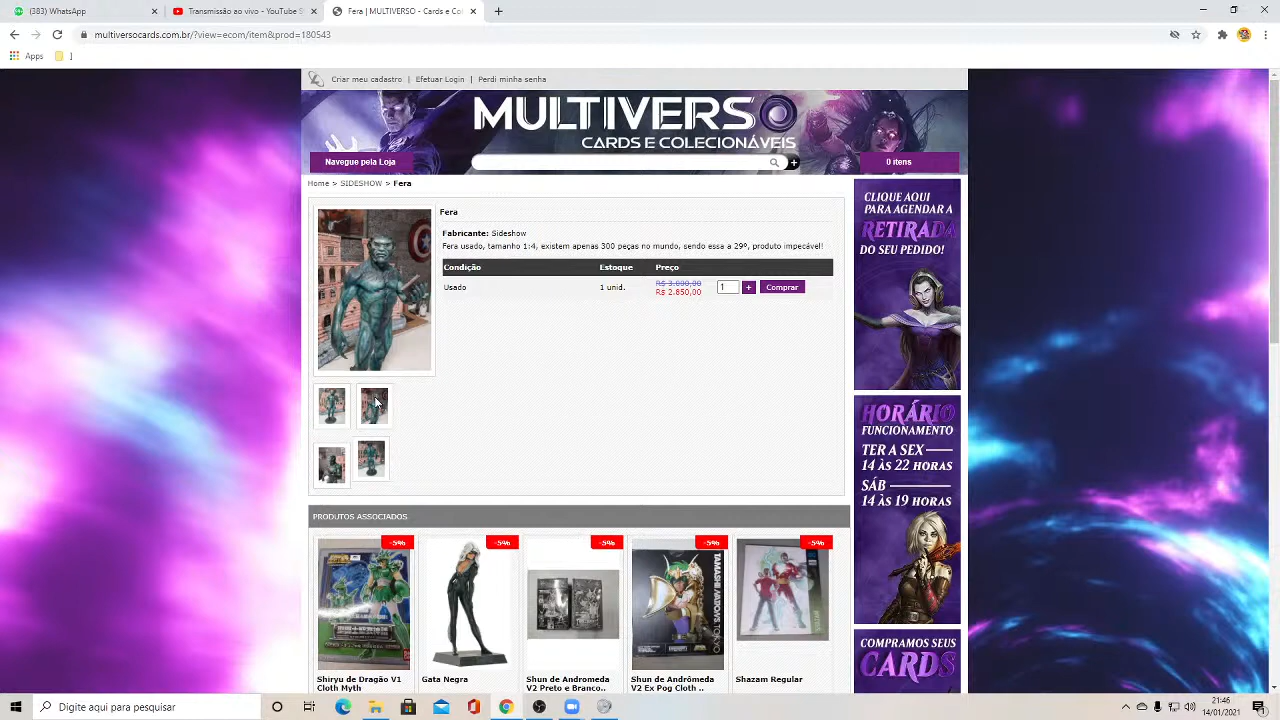 (383) WhatsApp
Transmissão ao vivo - YouTube S
Fera | MULTIVERSO - Cards e Co
multiversocards.com.br/?view=ecom/item&prod=180543
Apps
Criar meu cadastro | Efetuar Login | Perdi minha senha
MULTIVERSO
CARDS E COLECIONÁVEIS
Navegue pela Loja
0 itens
Home > SIDESHOW > Fera
Fera
Fabricante: Sideshow
Fera usado, tamanho 1:4, existem apenas 300 peças no mundo, sendo essa a 29º, produto impecável!
Condição Estoque Preço
Usado 1 unid. R$ 3.000,00 1 + Comprar
R$ 2.850,00
CLIQUE AQUI
PARA AGENDAR A
RETIRADA
DO SEU PEDIDO!
HORÁRIO
FUNCIONAMENTO
TER A SEX
14 ÀS 22 HORAS
SÁB
14 ÀS 19 HORAS
COMPRAMOS SEUS
CARDS
PRODUTOS ASSOCIADOS
-5% -5% -5% -5% -5%
Shiryu de Dragão V1
Cloth Myth
Gata Negra
Shun de Andromeda
V2 Preto e Branco..
Shun de Andrômeda
V2 Ex Pog Cloth ..
Shazam Regular
Digite aqui para pesquisar
21:46
14/01/2021